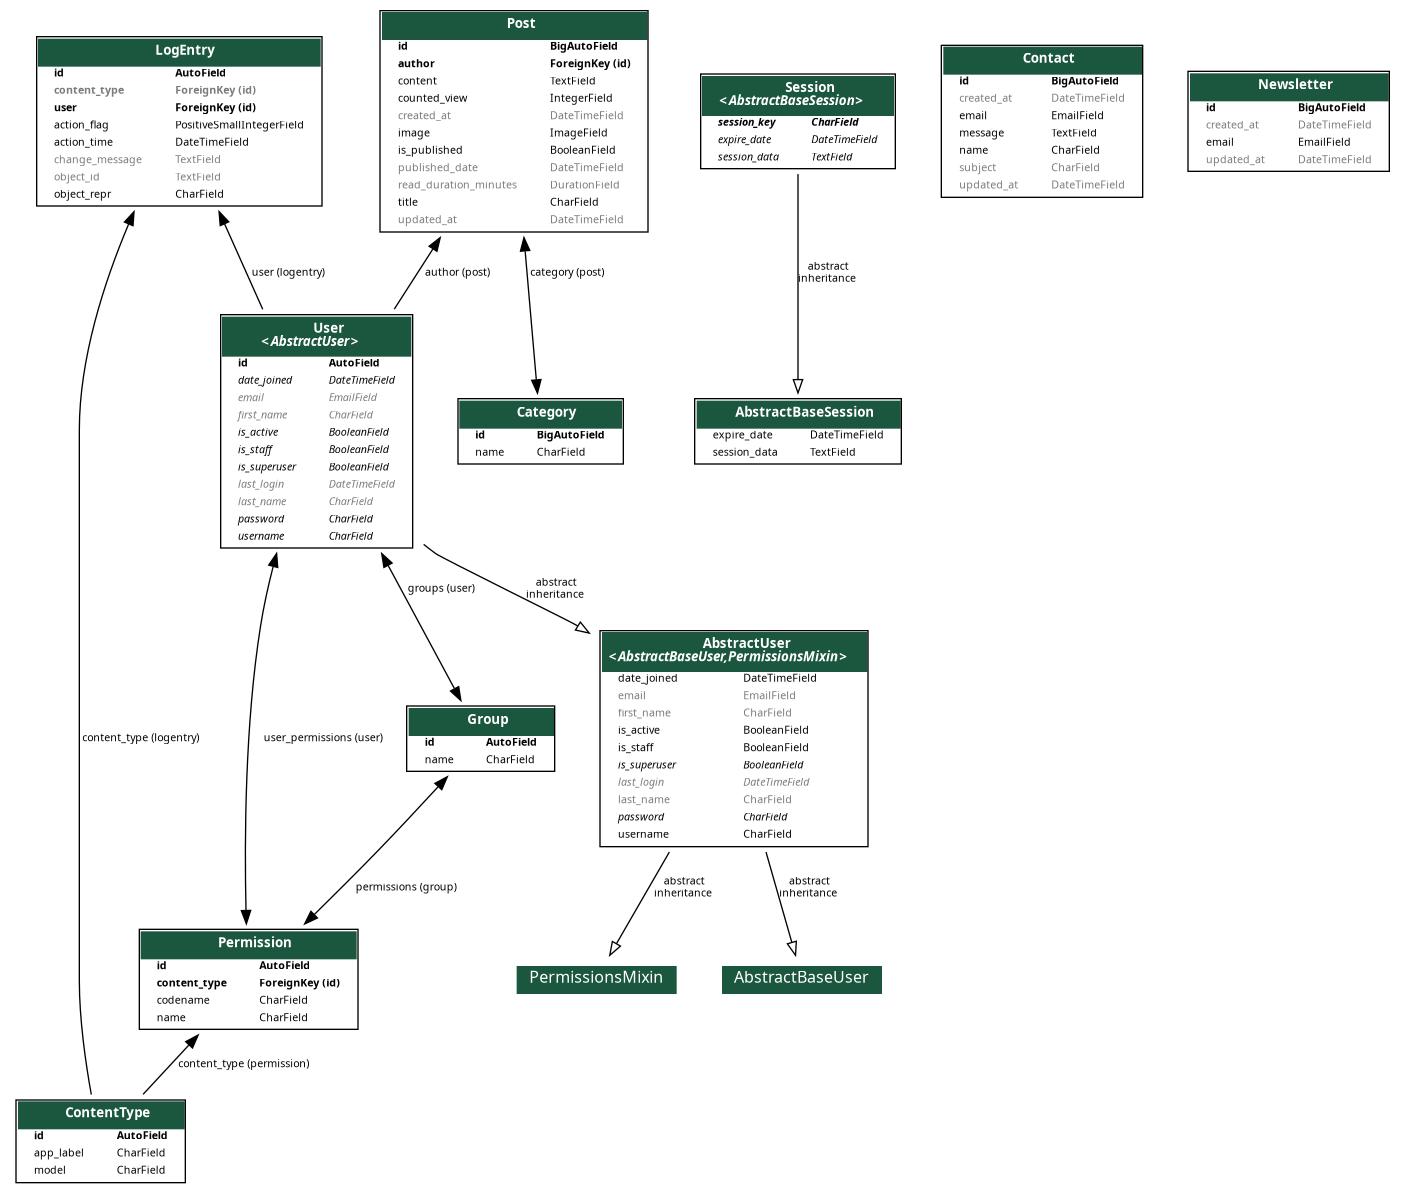 LogEntry
id AutoField
content_type ForeignKey (id)
user ForeignKey (id)
action_flag PositiveSmallIntegerField
action_time DateTimeField
change_message TextField
object_id TextField
object_repr CharField
Post
id BigAutoField
author ForeignKey (id)
content TextField
counted_view IntegerField
created_at DateTimeField
image ImageField
is_published BooleanField
published_date DateTimeField
read_duration_minutes DurationField
title CharField
updated_at DateTimeField
Session
<AbstractBaseSession>
session_key CharField
expire_date DateTimeField
session_data TextField
Contact
id BigAutoField
created_at DateTimeField
email EmailField
message TextField
name CharField
subject CharField
updated_at DateTimeField
Newsletter
id BigAutoField
created_at DateTimeField
email EmailField
updated_at DateTimeField
user (logentry)
author (post)
category (post)
abstract
inheritance
User
<AbstractUser>
id AutoField
date_joined DateTimeField
email EmailField
first_name CharField
is_active BooleanField
is_staff BooleanField
is_superuser BooleanField
last_login DateTimeField
last_name CharField
password CharField
username CharField
Category
id BigAutoField
name CharField
AbstractBaseSession
expire_date DateTimeField
session_data TextField
groups (user)
abstract
inheritance
AbstractUser
<AbstractBaseUser,PermissionsMixin>
date_joined DateTimeField
email EmailField
first_name CharField
is_active BooleanField
is_staff BooleanField
is_superuser BooleanField
last_login DateTimeField
last_name CharField
password CharField
username CharField
content_type (logentry)
user_permissions (user)
Group
id AutoField
name CharField
permissions (group)
abstract
inheritance
abstract
inheritance
Permission
id AutoField
content_type ForeignKey (id)
codename CharField
name CharField
PermissionsMixin
AbstractBaseUser
content_type (permission)
ContentType
id AutoField
app_label CharField
model CharField